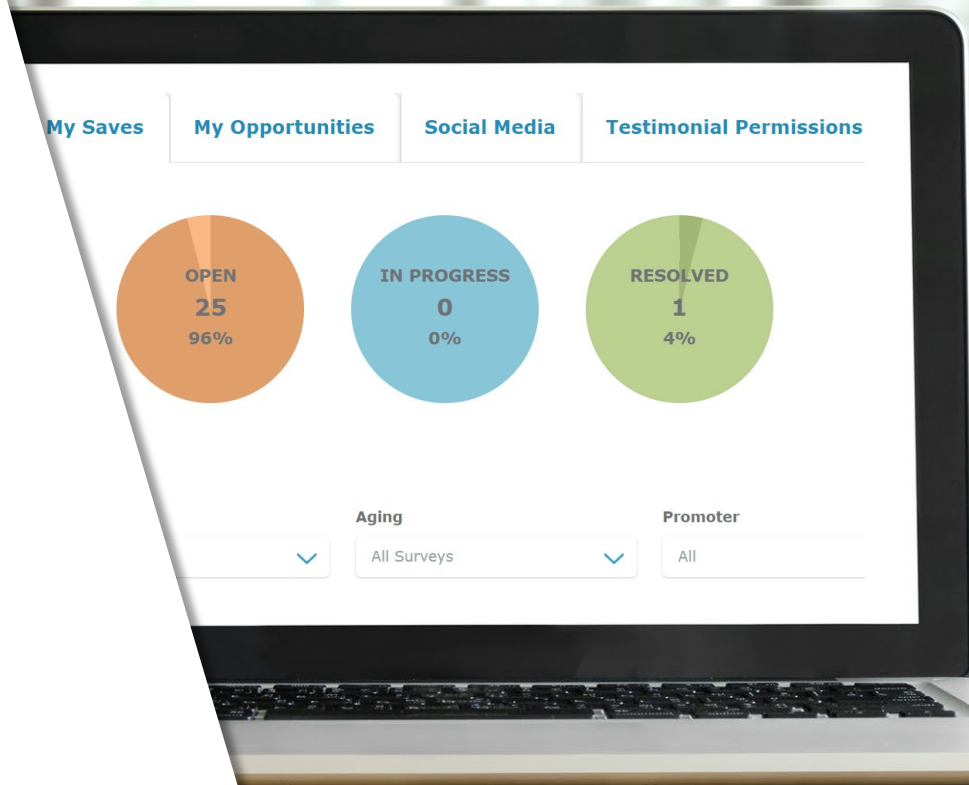 My Saves My Opportunities Social Media Testimonial Permissions
OPEN IN PROGRESS RESOLVED
25 0 1
96% 0% 4%
Aging Promoter
All Surveys All